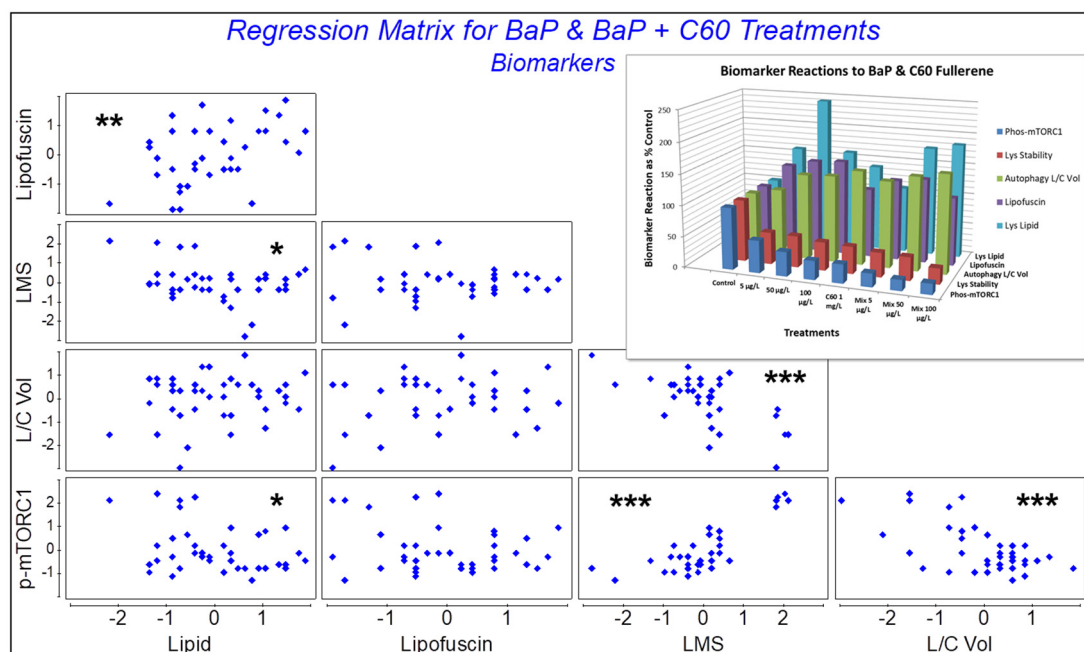 Regression Matrix for BaP & BaP + C60 Treatments
Biomarkers
Biomarker Reactions to BaP & C60 Fullerene
Biomarker Reaction as % Control
250
200
150
100
50
0
Control
5 µg/L
50 µg/L
100 µg/L
C60 1 mg/L
Mix 5 µg/L
Mix 50 µg/L
Mix 100 µg/L
Treatments
Lys Lipid
Lipofuscin
Autophagy L/C Vol
Lys Stability
Phos-mTORC1
Phos-mTORC1
Lys Stability
Autophagy L/C Vol
Lipofuscin
Lys Lipid
Lipofuscin
1
0
-1
**
LMS
2
1
0
-1
-2
*
L/C Vol
1
0
-1
-2
***
p-mTORC1
2
1
0
-1
*
***
***
-2 -1 0 1
Lipid
-1 0 1
Lipofuscin
-2 -1 0 1 2
LMS
-2 -1 0 1
L/C Vol